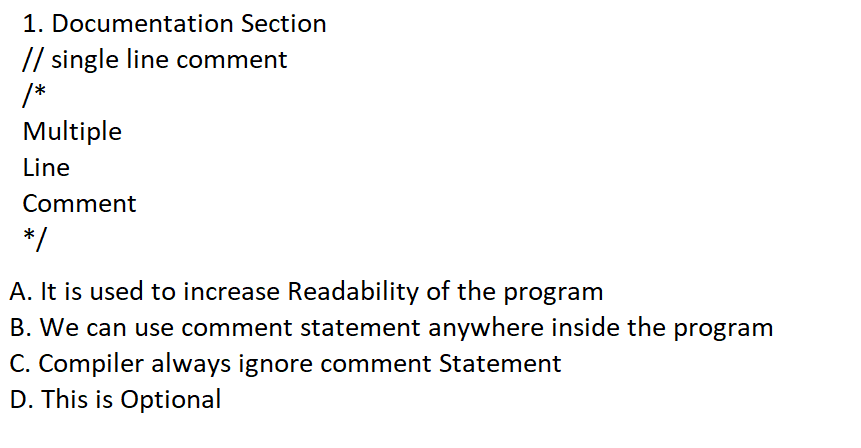 1. Documentation Section
// single line comment
/*
Multiple
Line
Comment
*/
A. It is used to increase Readability of the program
B. We can use comment statement anywhere inside the program
C. Compiler always ignore comment Statement
D. This is Optional